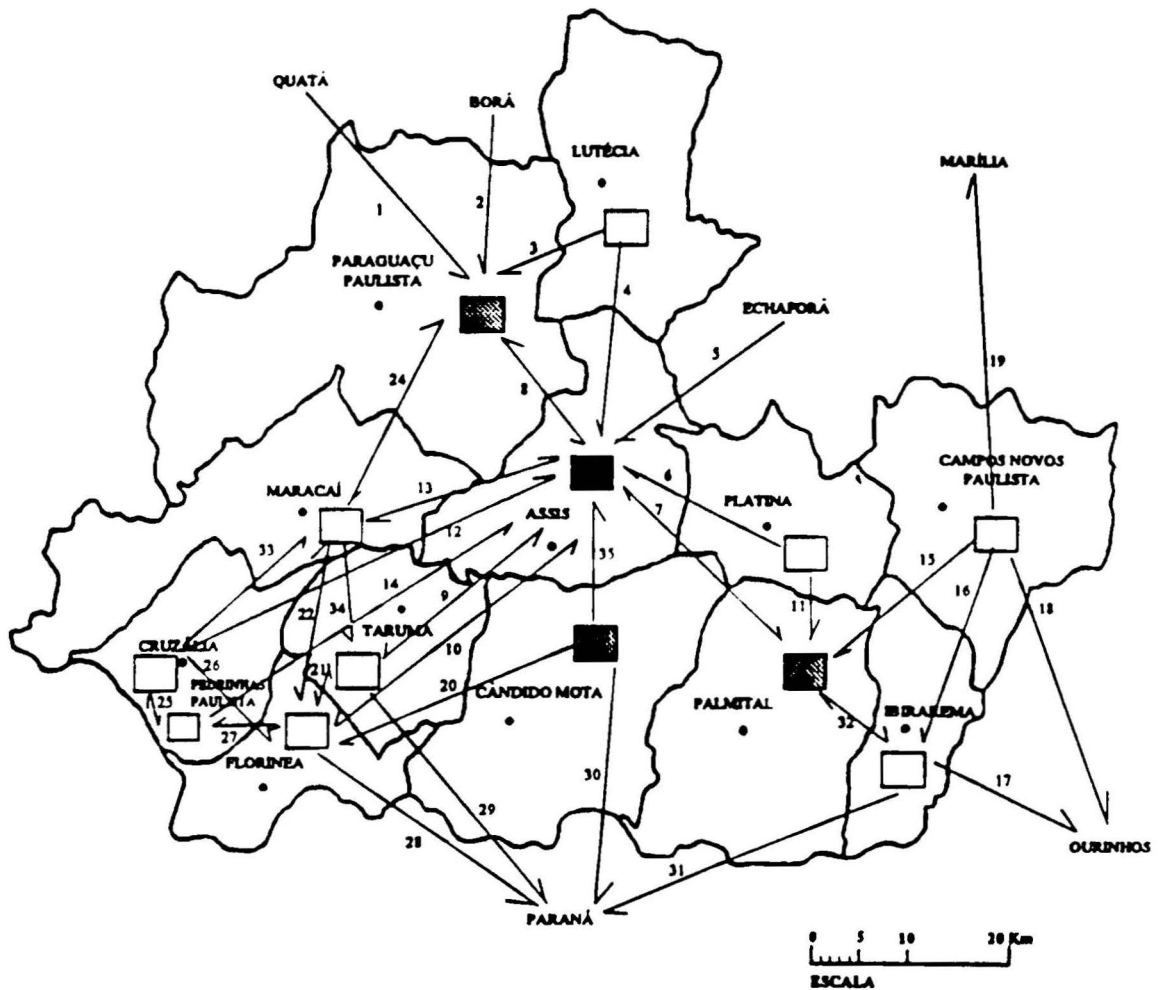 QUATÁ
BORÁ
LUTÉCIA
MARÍLIA
1
2
3
PARAGUAÇU
PAULISTA
4
ECHAPORÁ
5
19
24
8
CAMPOS NOVOS
PAULISTA
MARACAÍ
13
6
PLATINA
7
12
ASSIS
33
35
15
16
14
9
22
34
11
18
TARUMA
CRUZÁLIA
10
26
21
20
PEDRINHAS
PAULISTA
CÂNDIDO MOTA
25
PALMITAL
IBIRAREMA
27
32
FLORINEA
30
17
29
28
OURINHOS
31
PARANÁ
0 5 10 20 Km
ESCALA